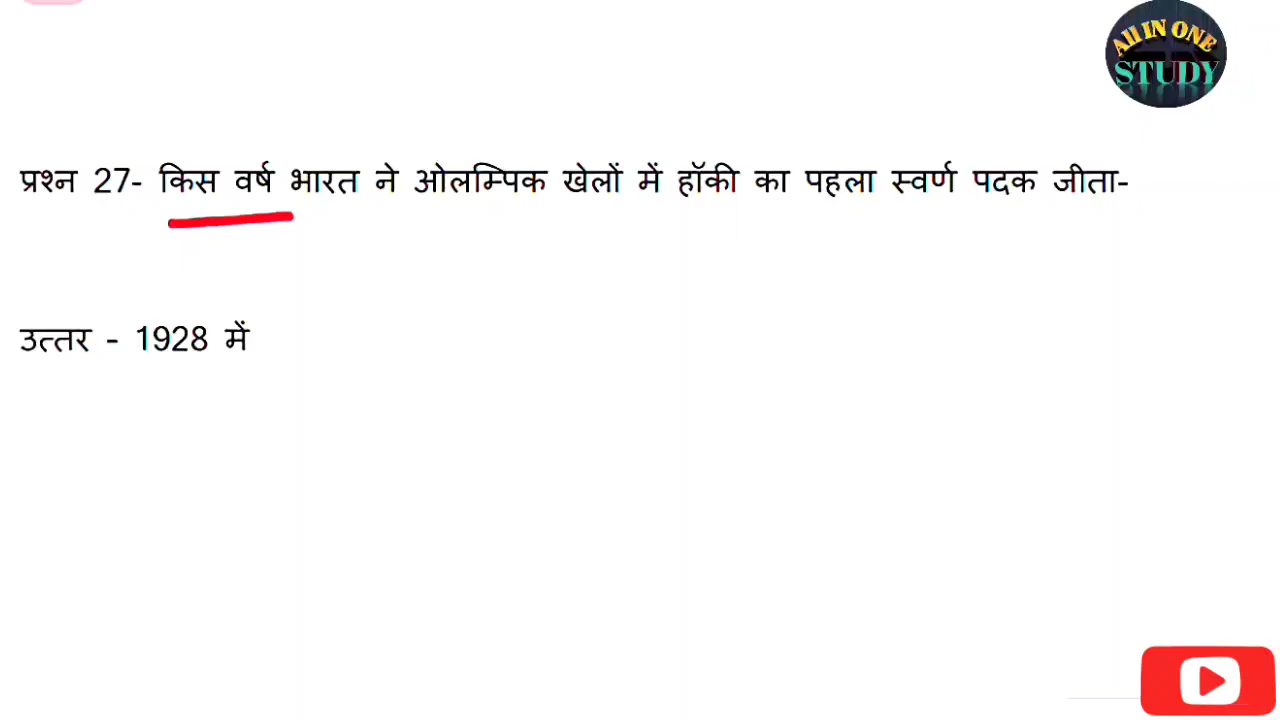 All IN ONE
STUDY
प्रश्न 27- किस वर्ष भारत ने ओलम्पिक खेलों में हॉकी का पहला स्वर्ण पदक जीता-
उत्तर - 1928 में